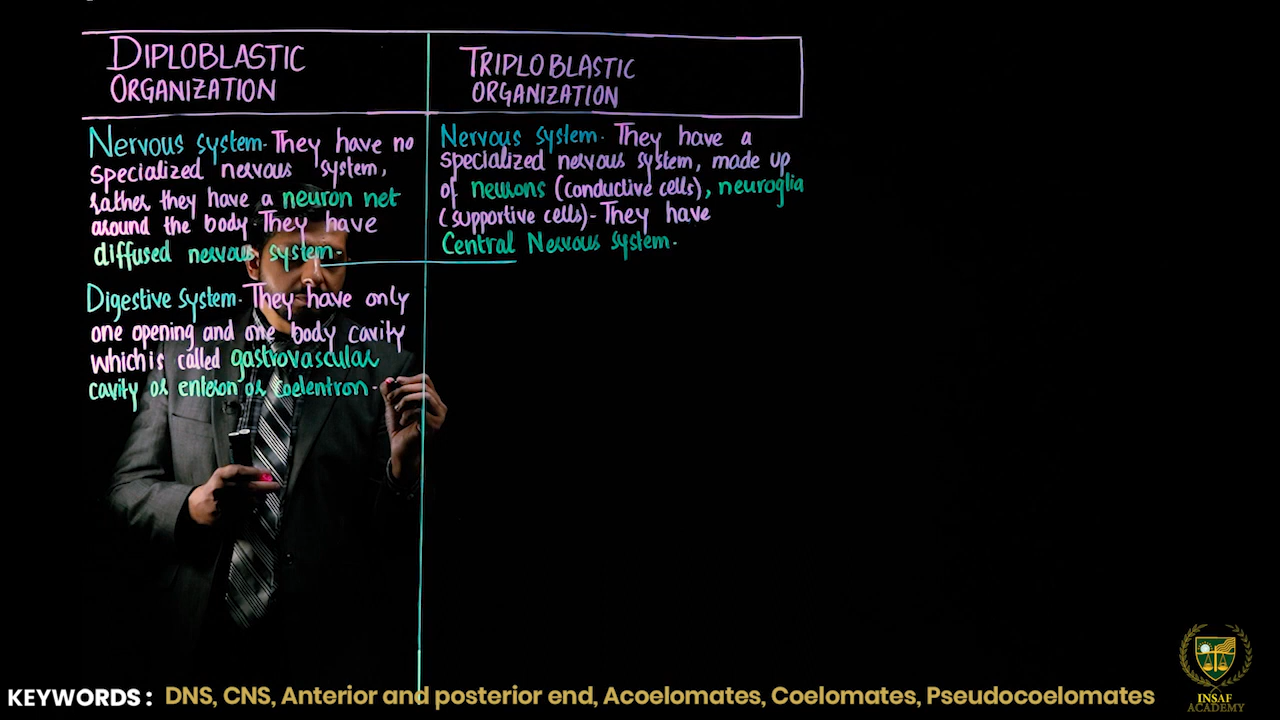 DIPLOBLASTIC
ORGANIZATION
Nervous system. They have no
specialized nervous system,
rather they have a neuron net
around the body. They have
diffused nervous system.
Digestive system. They have only
one opening and one body cavity
which is called gastrovascular
cavity or enteron or coelentron.
TRIPLOBLASTIC
ORGANIZATION
Nervous system. They have a
specialized nervous system, made up
of neurons (conductive cells), neuroglia
(supportive cells). They have
Central Nervous System.
KEYWORDS : DNS, CNS, Anterior and posterior end, Acoelomates, Coelomates, Pseudocoelomates
INSAF
ACADEMY